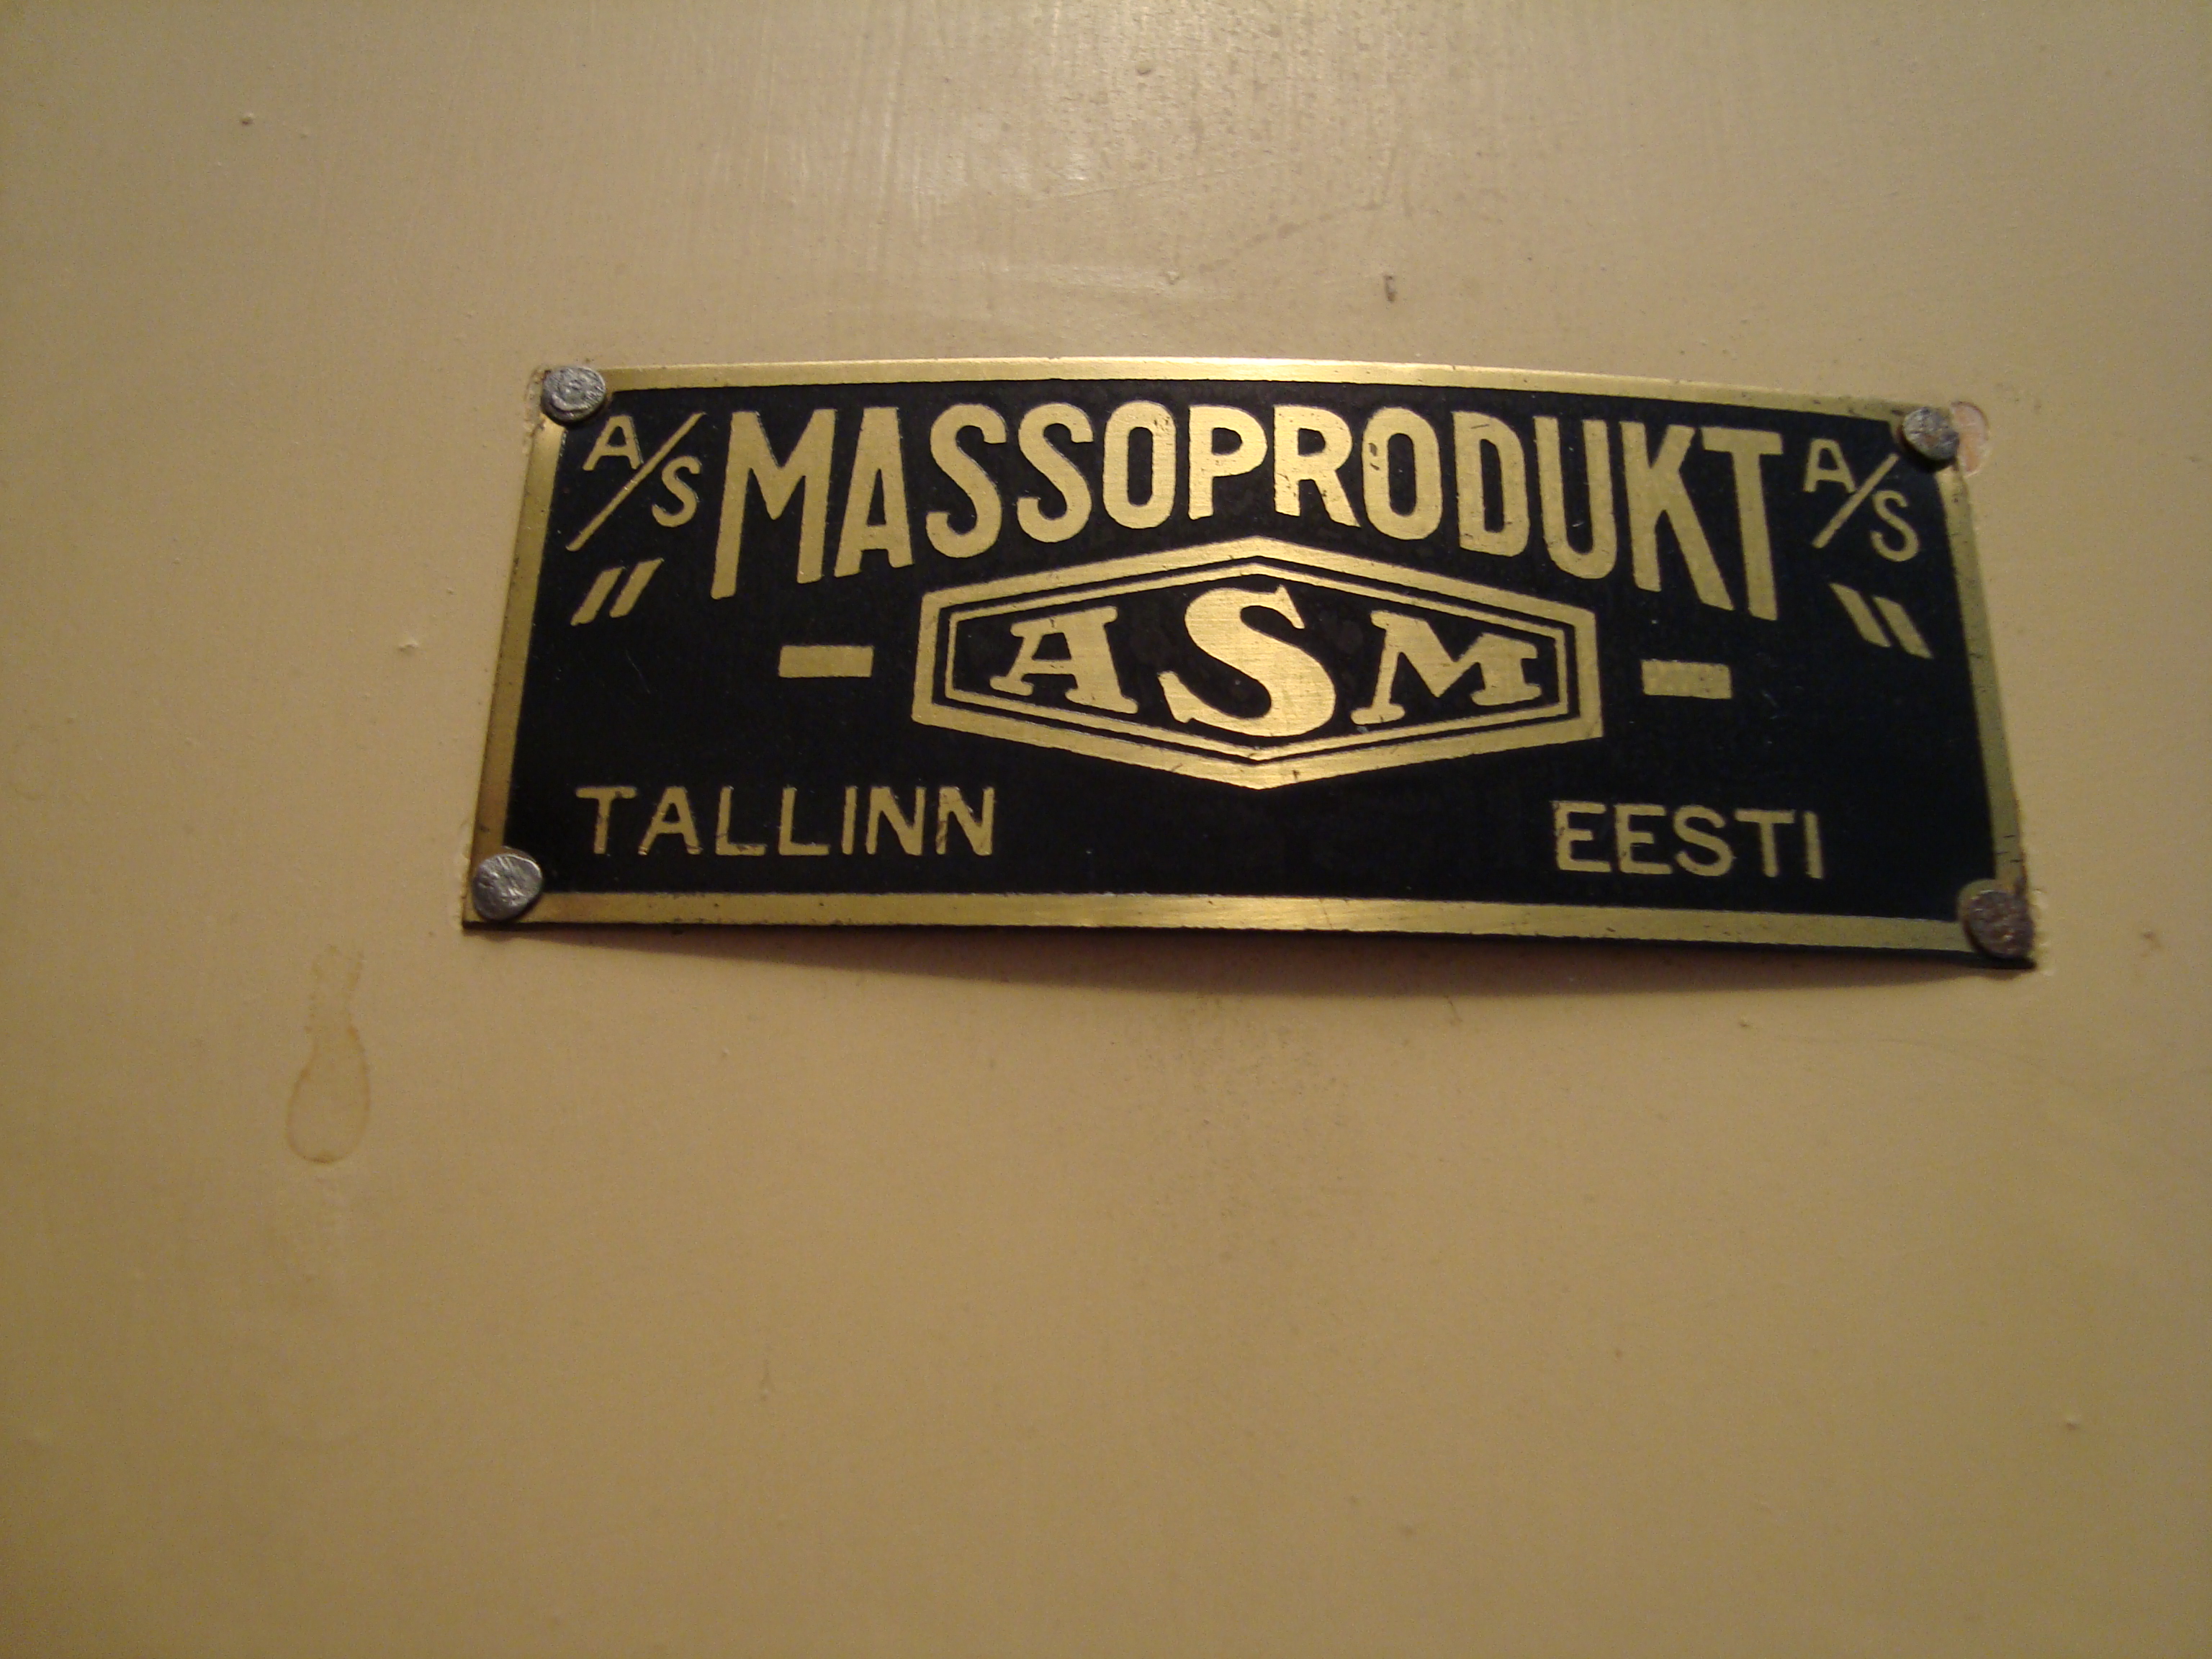 A/S MASSOPRODUKT A/S
" - ASM - "
TALLINN EESTI